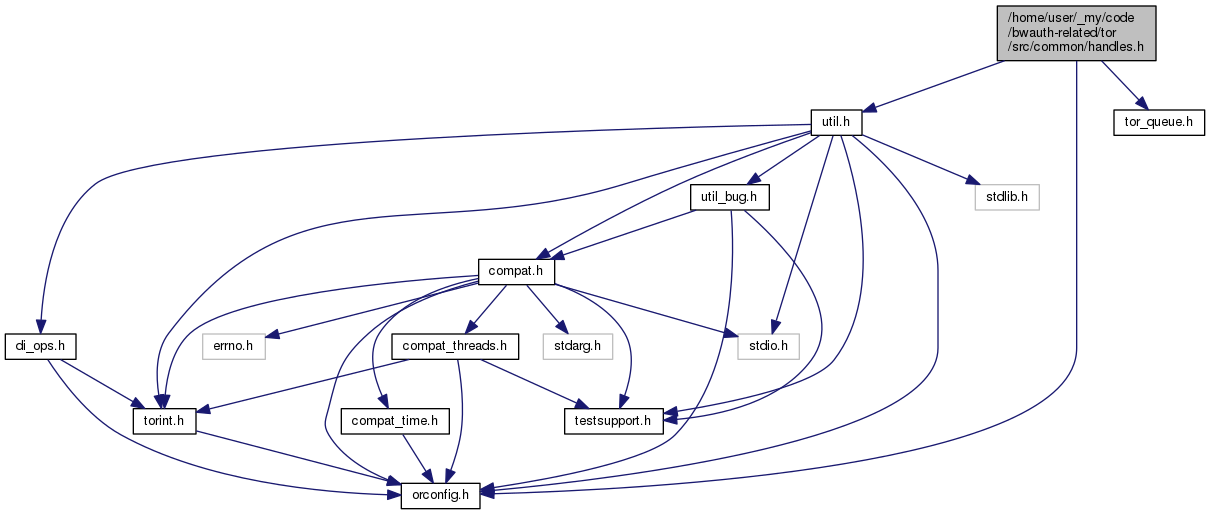 /home/user/_my/code
/bwauth-related/tor
/src/common/handles.h
util.h
tor_queue.h
util_bug.h
stdlib.h
compat.h
di_ops.h
errno.h
compat_threads.h
stdarg.h
stdio.h
torint.h
compat_time.h
testsupport.h
orconfig.h